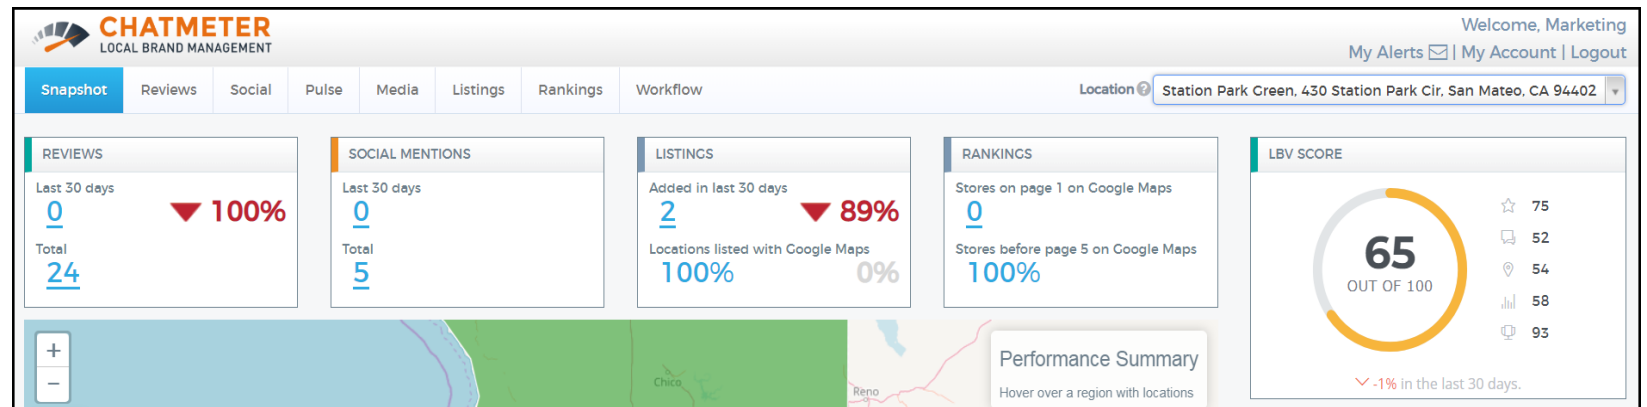 CHATMETER
LOCAL BRAND MANAGEMENT
Welcome, Marketing
My Alerts | My Account | Logout
Snapshot Reviews Social Pulse Media Listings Rankings Workflow
Location ? Station Park Green, 430 Station Park Cir, San Mateo, CA 94402
REVIEWS
Last 30 days
0 100%
Total
24
SOCIAL MENTIONS
Last 30 days
0
Total
5
LISTINGS
Added in last 30 days
2 89%
Locations listed with Google Maps
100% 0%
RANKINGS
Stores on page 1 on Google Maps
0
Stores before page 5 on Google Maps
100%
LBV SCORE
65
OUT OF 100
75
52
54
58
93
-1% in the last 30 days.
+
−
Chico
Reno
Performance Summary
Hover over a region with locations